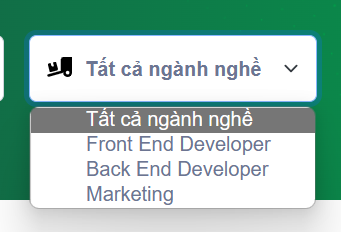 Tất cả ngành nghề
Tất cả ngành nghề
Front End Developer
Back End Developer
Marketing